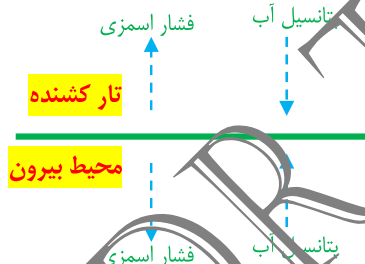 پتانسیل آب
فشار اسمزی
تار کشنده
محیط بیرون
پتانسیل آب
فشار اسمزی